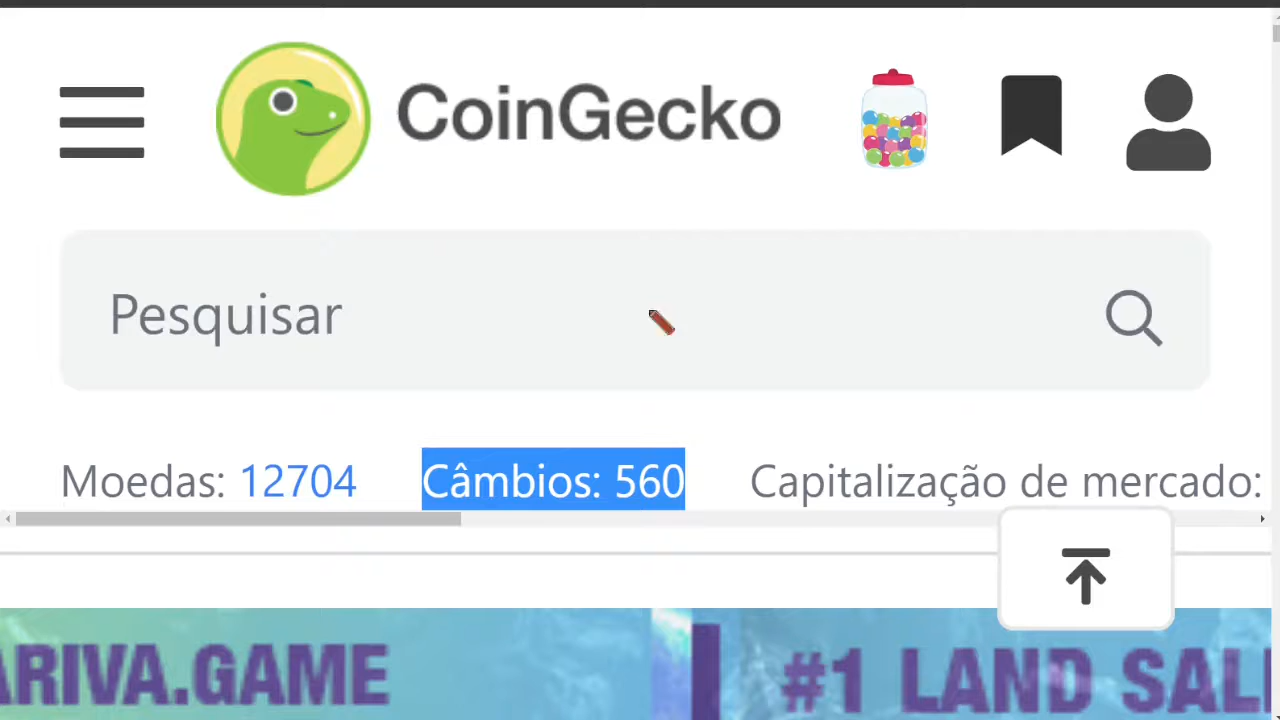 CoinGecko
Pesquisar
Moedas: 12704 Câmbios: 560 Capitalização de mercado:
ARIVA.GAME #1 LAND SAL